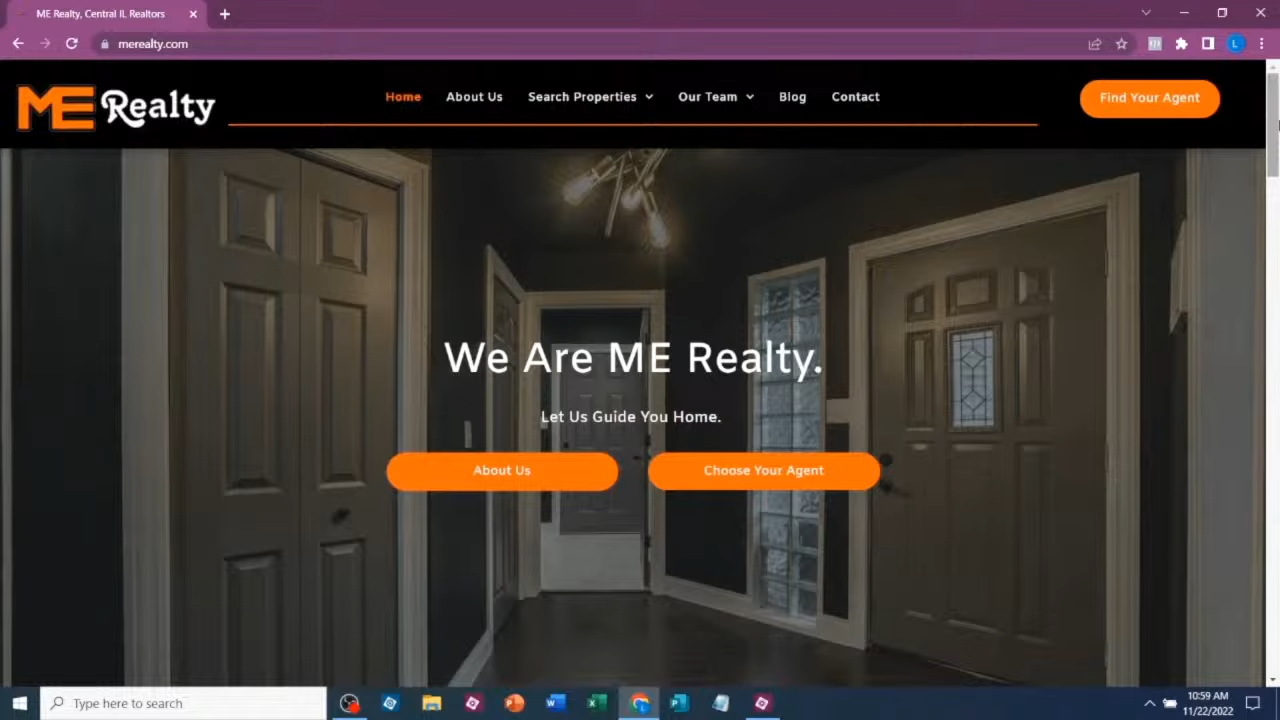 ME Realty, Central IL Realtors
merealty.com
L
ME Realty
Home
About Us
Search Properties
Our Team
Blog
Contact
Find Your Agent
We Are ME Realty.
Let Us Guide You Home.
About Us
Choose Your Agent
Type here to search
10:59 AM
11/22/2022